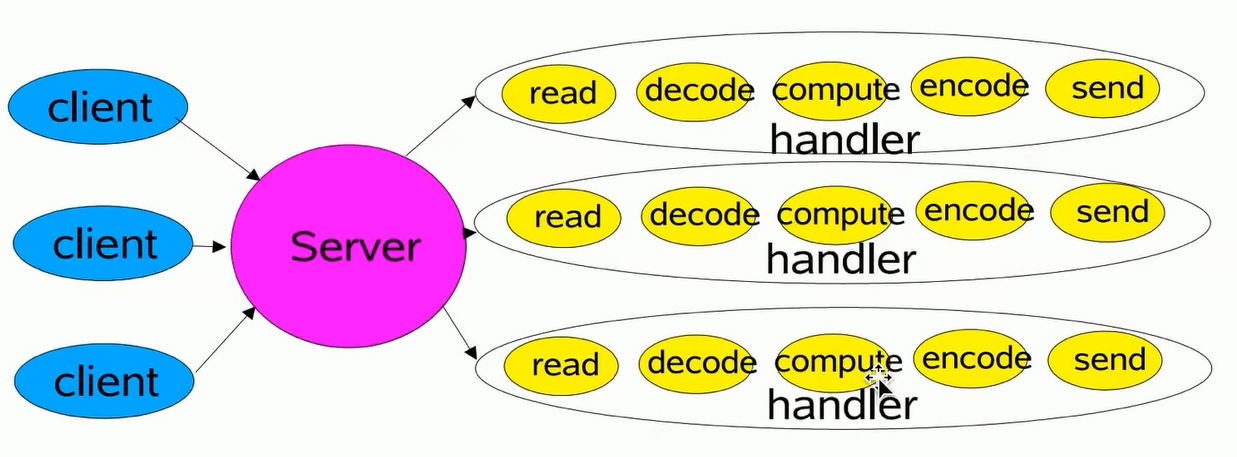 client
client
client
Server
read decode compute encode send
handler
read decode compute encode send
handler
read decode compute encode send
handler